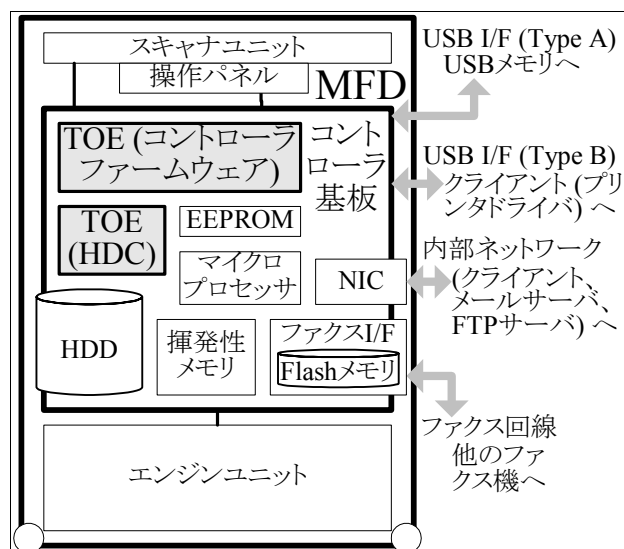 スキャナユニット
操作パネル
MFD
TOE (コントローラ
ファームウェア)
コント
ローラ
基板
TOE
(HDC)
EEPROM
マイクロ
プロセッサ
NIC
HDD
揮発性
メモリ
ファクスI/F
Flashメモリ
エンジンユニット
USB I/F (Type A)
USBメモリへ
USB I/F (Type B)
クライアント (プリ
ンタドライバ) へ
内部ネットワーク
(クライアント、
メールサーバ、
FTPサーバ) へ
ファクス回線
他のファ
クス機へ